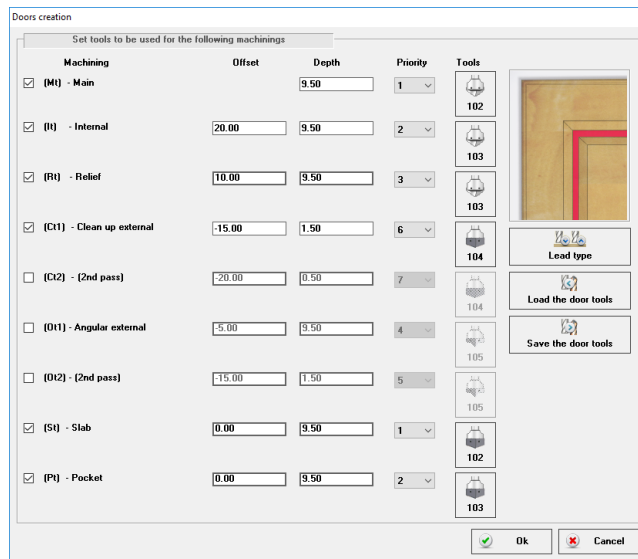 Doors creation
Set tools to be used for the following machinings
Machining Offset Depth Priority Tools
(Mt) - Main 9.50 1 102
(It) - Internal 20.00 9.50 2 103
(Rt) - Relief 10.00 9.50 3 103
(Ct1) - Clean up external -15.00 1.50 6 104
Lead type
(Ct2) - (2nd pass) -20.00 0.50 7 104
Load the door tools
(Ot1) - Angular external -5.00 9.50 4 105
Save the door tools
(Ot2) - (2nd pass) -15.00 1.50 5 105
(St) - Slab 0.00 9.50 1 102
(Pt) - Pocket 0.00 9.50 2 103
Ok Cancel